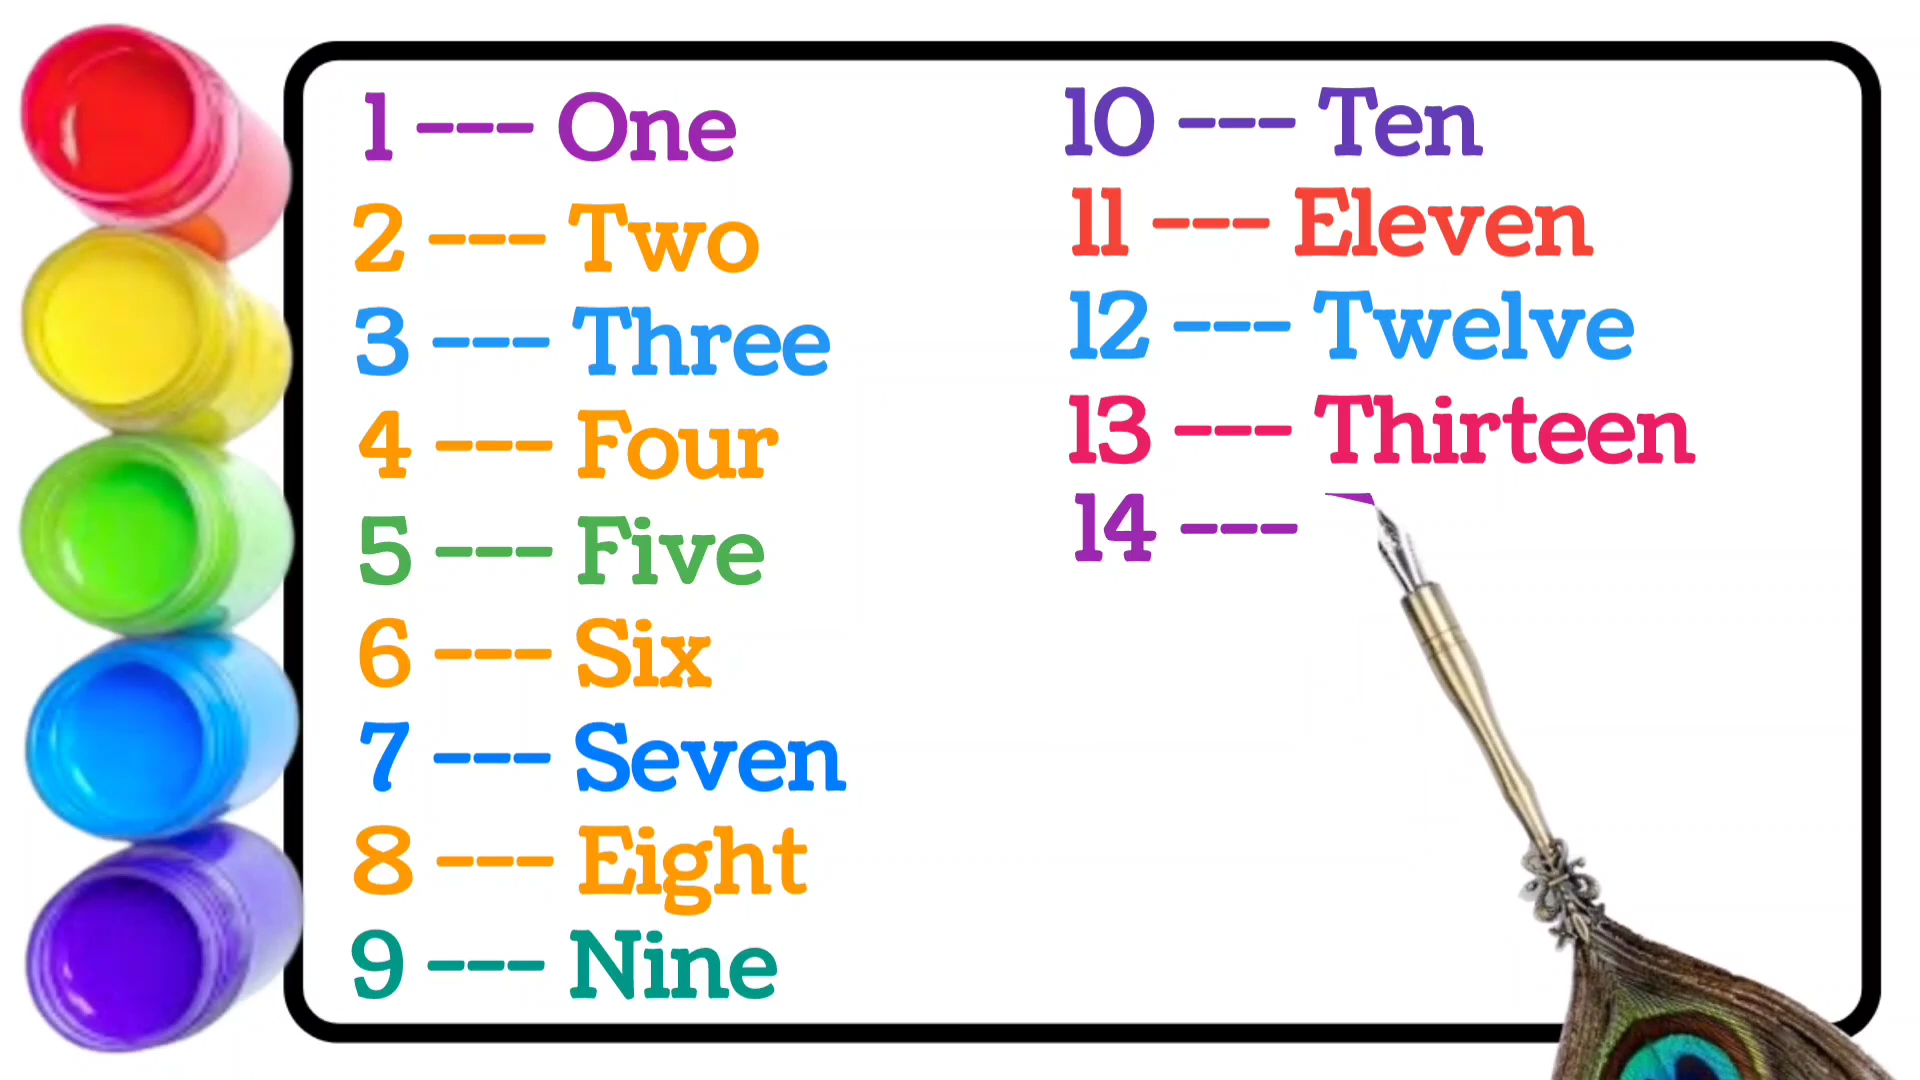 1 --- One
2 --- Two
3 --- Three
4 --- Four
5 --- Five
6 --- Six
7 --- Seven
8 --- Eight
9 --- Nine
10 --- Ten
11 --- Eleven
12 --- Twelve
13 --- Thirteen
14 ---